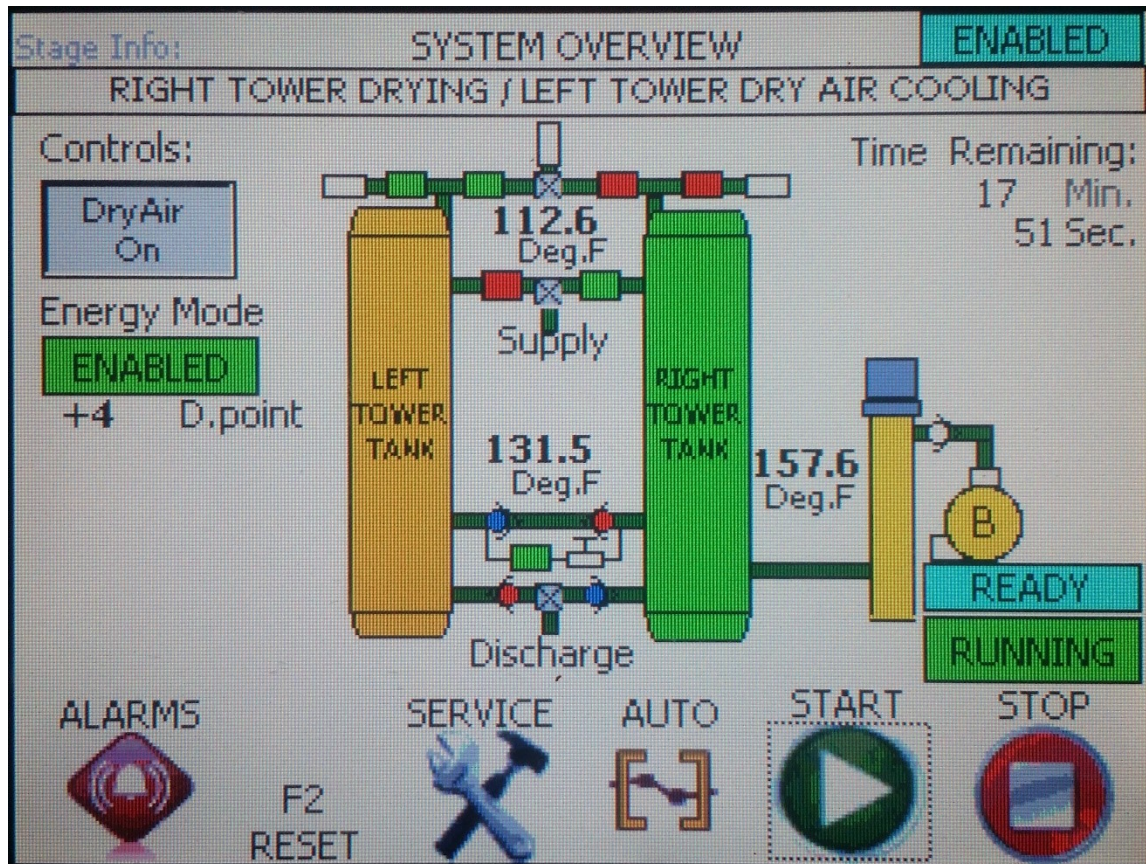 Stage Info:
SYSTEM OVERVIEW
ENABLED
RIGHT TOWER DRYING / LEFT TOWER DRY AIR COOLING
Controls:
DryAir
On
Energy Mode
ENABLED
+4 D.point
Time Remaining:
17 Min.
51 Sec.
112.6
Deg.F
Supply
LEFT
TOWER
TANK
RIGHT
TOWER
TANK
131.5
Deg.F
157.6
Deg.F
B
READY
RUNNING
Discharge
ALARMS
F2
RESET
SERVICE
AUTO
START
STOP